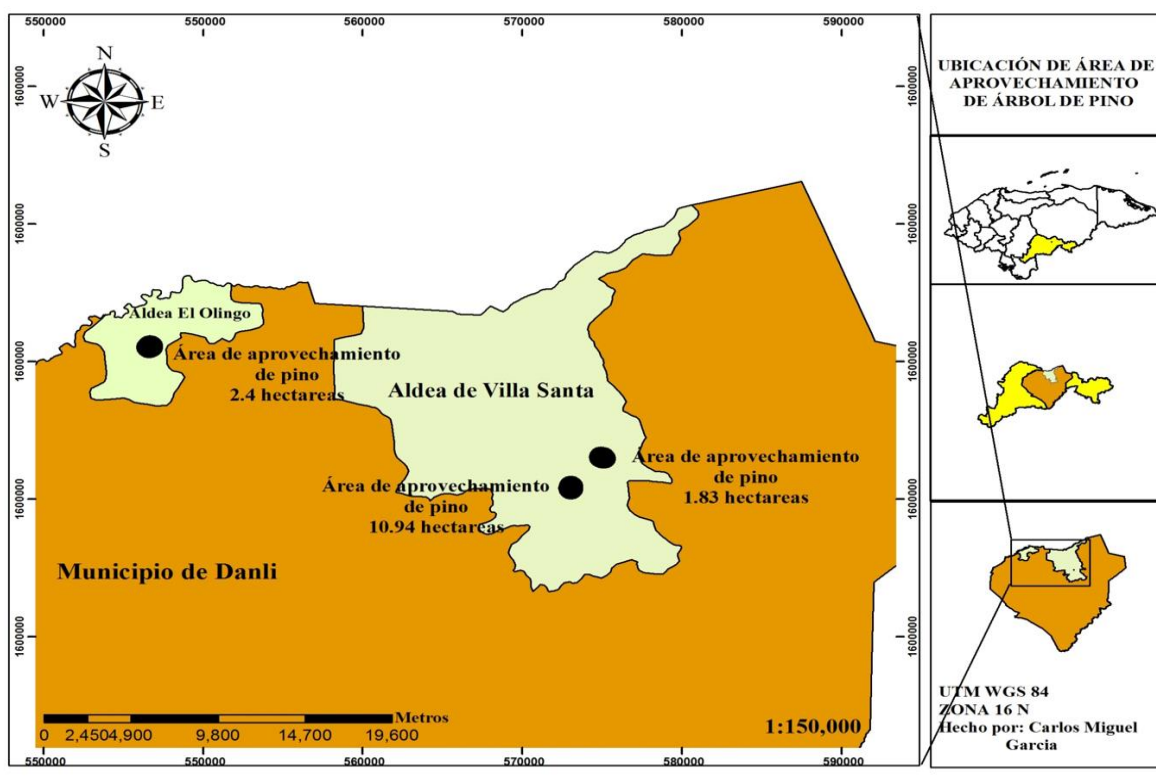 550000 550000 560000 570000 580000 590000
N
W E
S
1600000
1600000
1600000
1600000
1600000
1600000
1600000
1600000
1600000
1600000
Aldea El Olingo
Área de aprovechamiento
de pino
2.4 hectareas
Aldea de Villa Santa
Área de aprovechamiento
de pino
1.83 hectareas
Área de aprovechamiento
de pino
10.94 hectareas
Municipio de Danli
Metros
0 2,450 4,900 9,800 14,700 19,600
1:150,000
550000 550000 560000 570000 580000 590000
UBICACIÓN DE ÁREA DE
APROVECHAMIENTO
DE ÁRBOL DE PINO
UTM WGS 84
ZONA 16 N
Hecho por: Carlos Miguel
Garcia